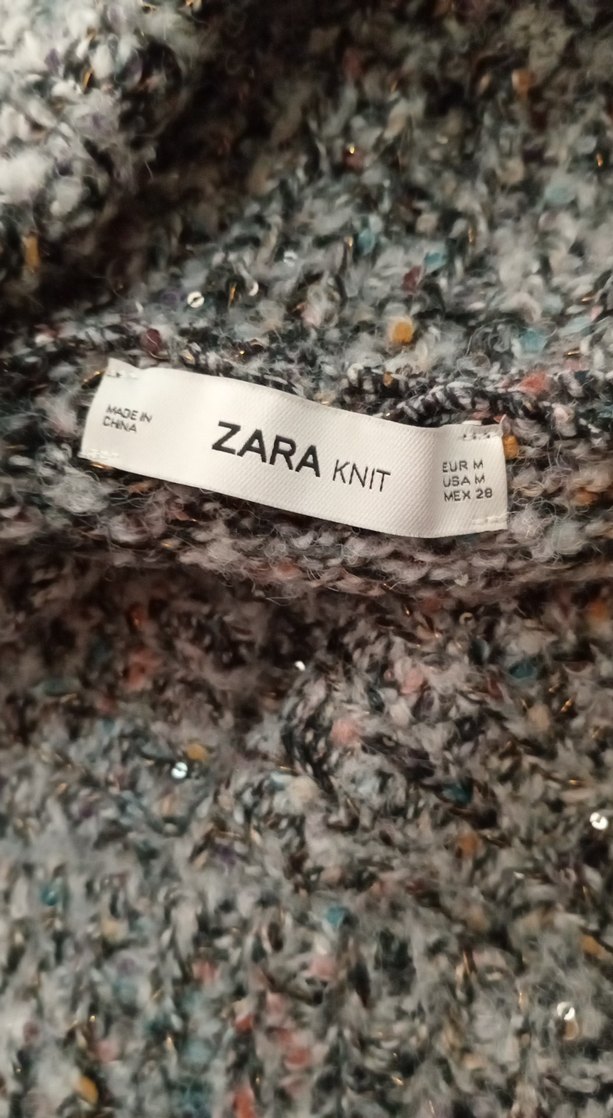 MADE IN
CHINA
ZARA KNIT
EUR M
USA M
MEX 28